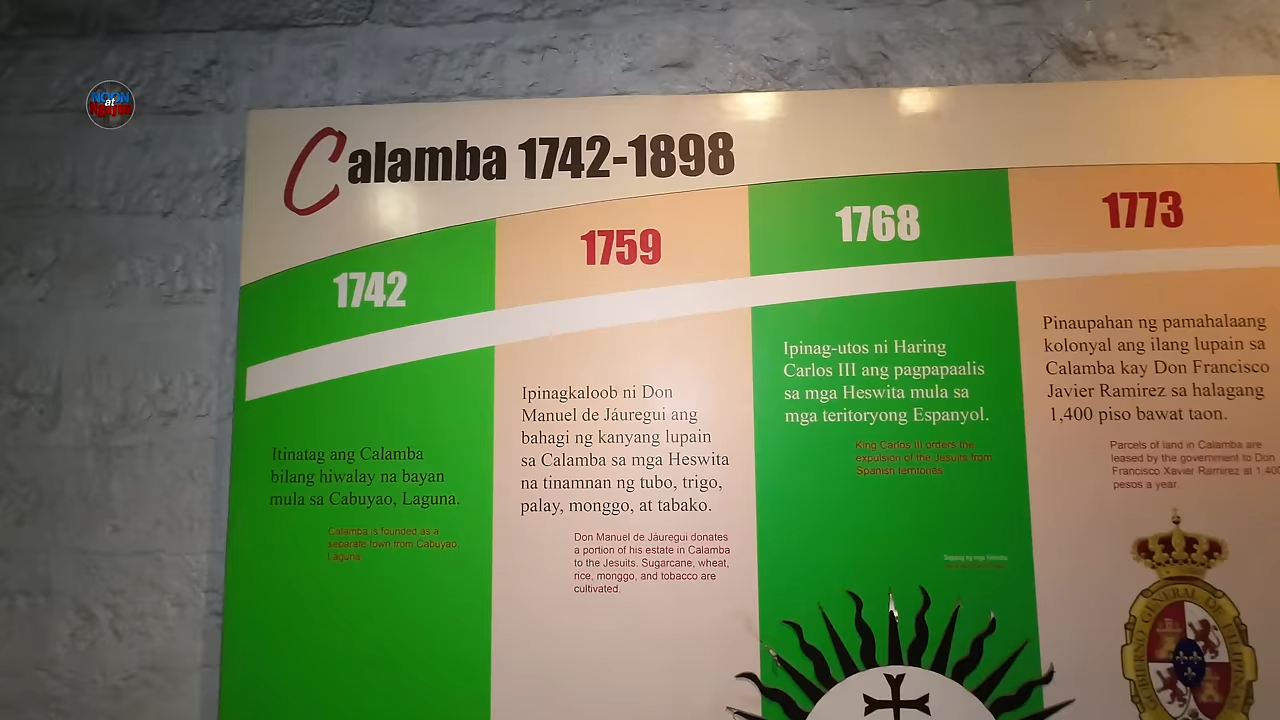 NOON
at
Ngayon
Calamba 1742-1898
1742
Itinatag ang Calamba
bilang hiwalay na bayan
mula sa Cabuyao, Laguna.
Calamba is founded as a
separate town from Cabuyao,
Laguna.
1759
Ipinagkaloob ni Don
Manuel de Jáuregui ang
bahagi ng kanyang lupain
sa Calamba sa mga Heswita
na tinamnan ng tubo, trigo,
palay, monggo, at tabako.
Don Manuel de Jáuregui donates
a portion of his estate in Calamba
to the Jesuits. Sugarcane, wheat,
rice, monggo, and tobacco are
cultivated.
1768
Ipinag-utos ni Haring
Carlos III ang pagpapaalis
sa mga Heswita mula sa
mga teritoryong Espanyol.
King Carlos III orders the
expulsion of the Jesuits from
Spanish territories.
1773
Pinaupahan ng pamahalaang
kolonyal ang ilang lupain sa
Calamba kay Don Francisco
Javier Ramirez sa halagang
1,400 piso bawat taon.
Parcels of land in Calamba are
leased by the government to Don
Francisco Xavier Ramirez at 1,400
pesos a year.
GOBIERNO GENERAL DE FILIPINAS